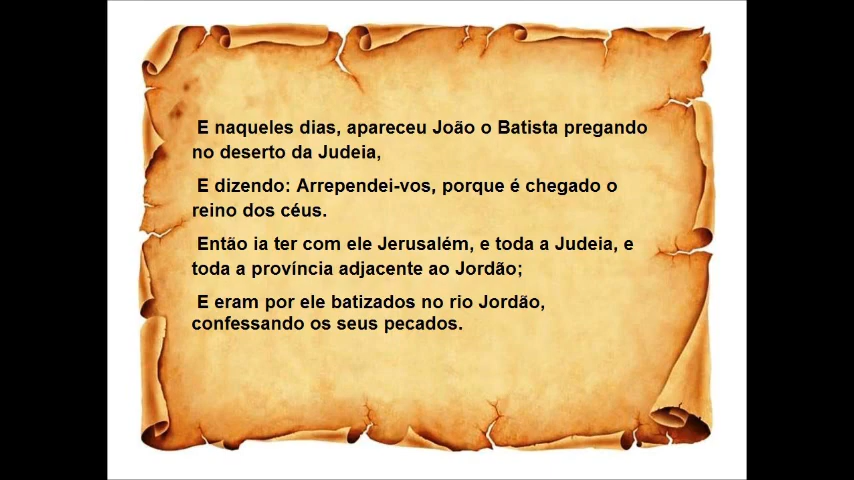 E naqueles dias, apareceu João o Batista pregando
no deserto da Judeia,
E dizendo: Arrependei-vos, porque é chegado o
reino dos céus.
Então ia ter com ele Jerusalém, e toda a Judeia, e
toda a província adjacente ao Jordão;
E eram por ele batizados no rio Jordão,
confessando os seus pecados.